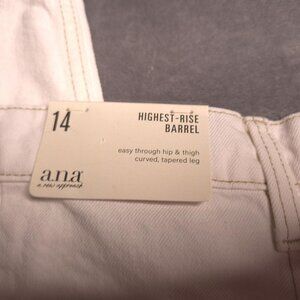 14
HIGHEST-RISE
BARREL
easy through hip & thigh
curved, tapered leg
a.n.a
a new approach